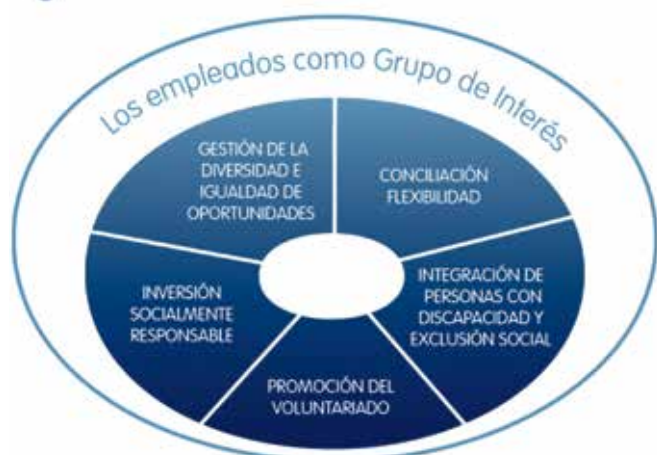 Los empleados como Grupo de Interés
GESTIÓN DE LA
DIVERSIDAD E
IGUALDAD DE
OPORTUNIDADES
CONCILIACIÓN
FLEXIBILIDAD
INVERSIÓN
SOCIALMENTE
RESPONSABLE
INTEGRACIÓN DE
PERSONAS CON
DISCAPACIDAD Y
EXCLUSIÓN SOCIAL
PROMOCIÓN DEL
VOLUNTARIADO